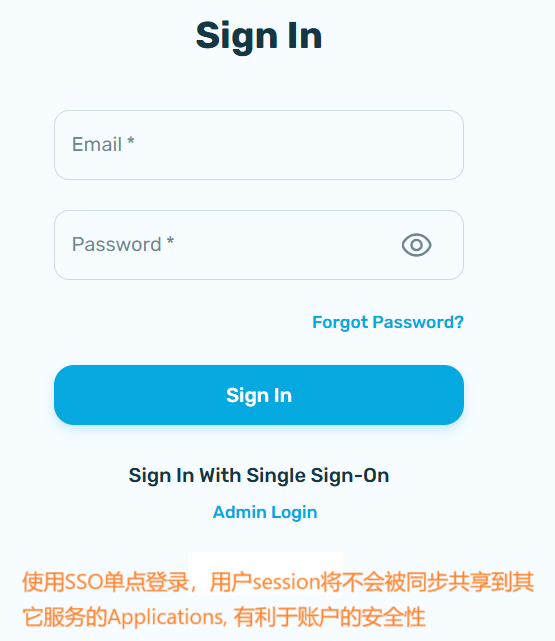 Sign In
Email *
Password *
Forgot Password?
Sign In
Sign In With Single Sign-On
Admin Login
使用SSO单点登录，用户session将不会被同步共享到其
它服务的Applications, 有利于账户的安全性